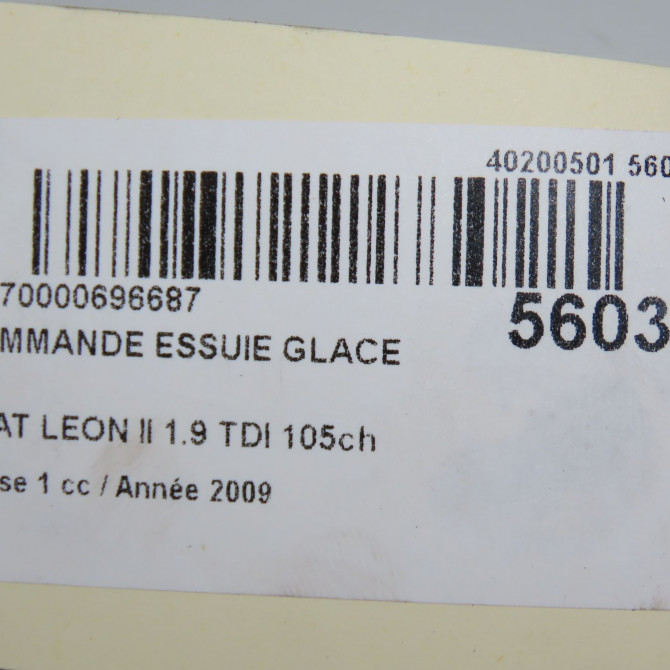 40200501 560
70000696687
5603
MMANDE ESSUIE GLACE
AT LEON II 1.9 TDI 105ch
se 1 cc / Année 2009